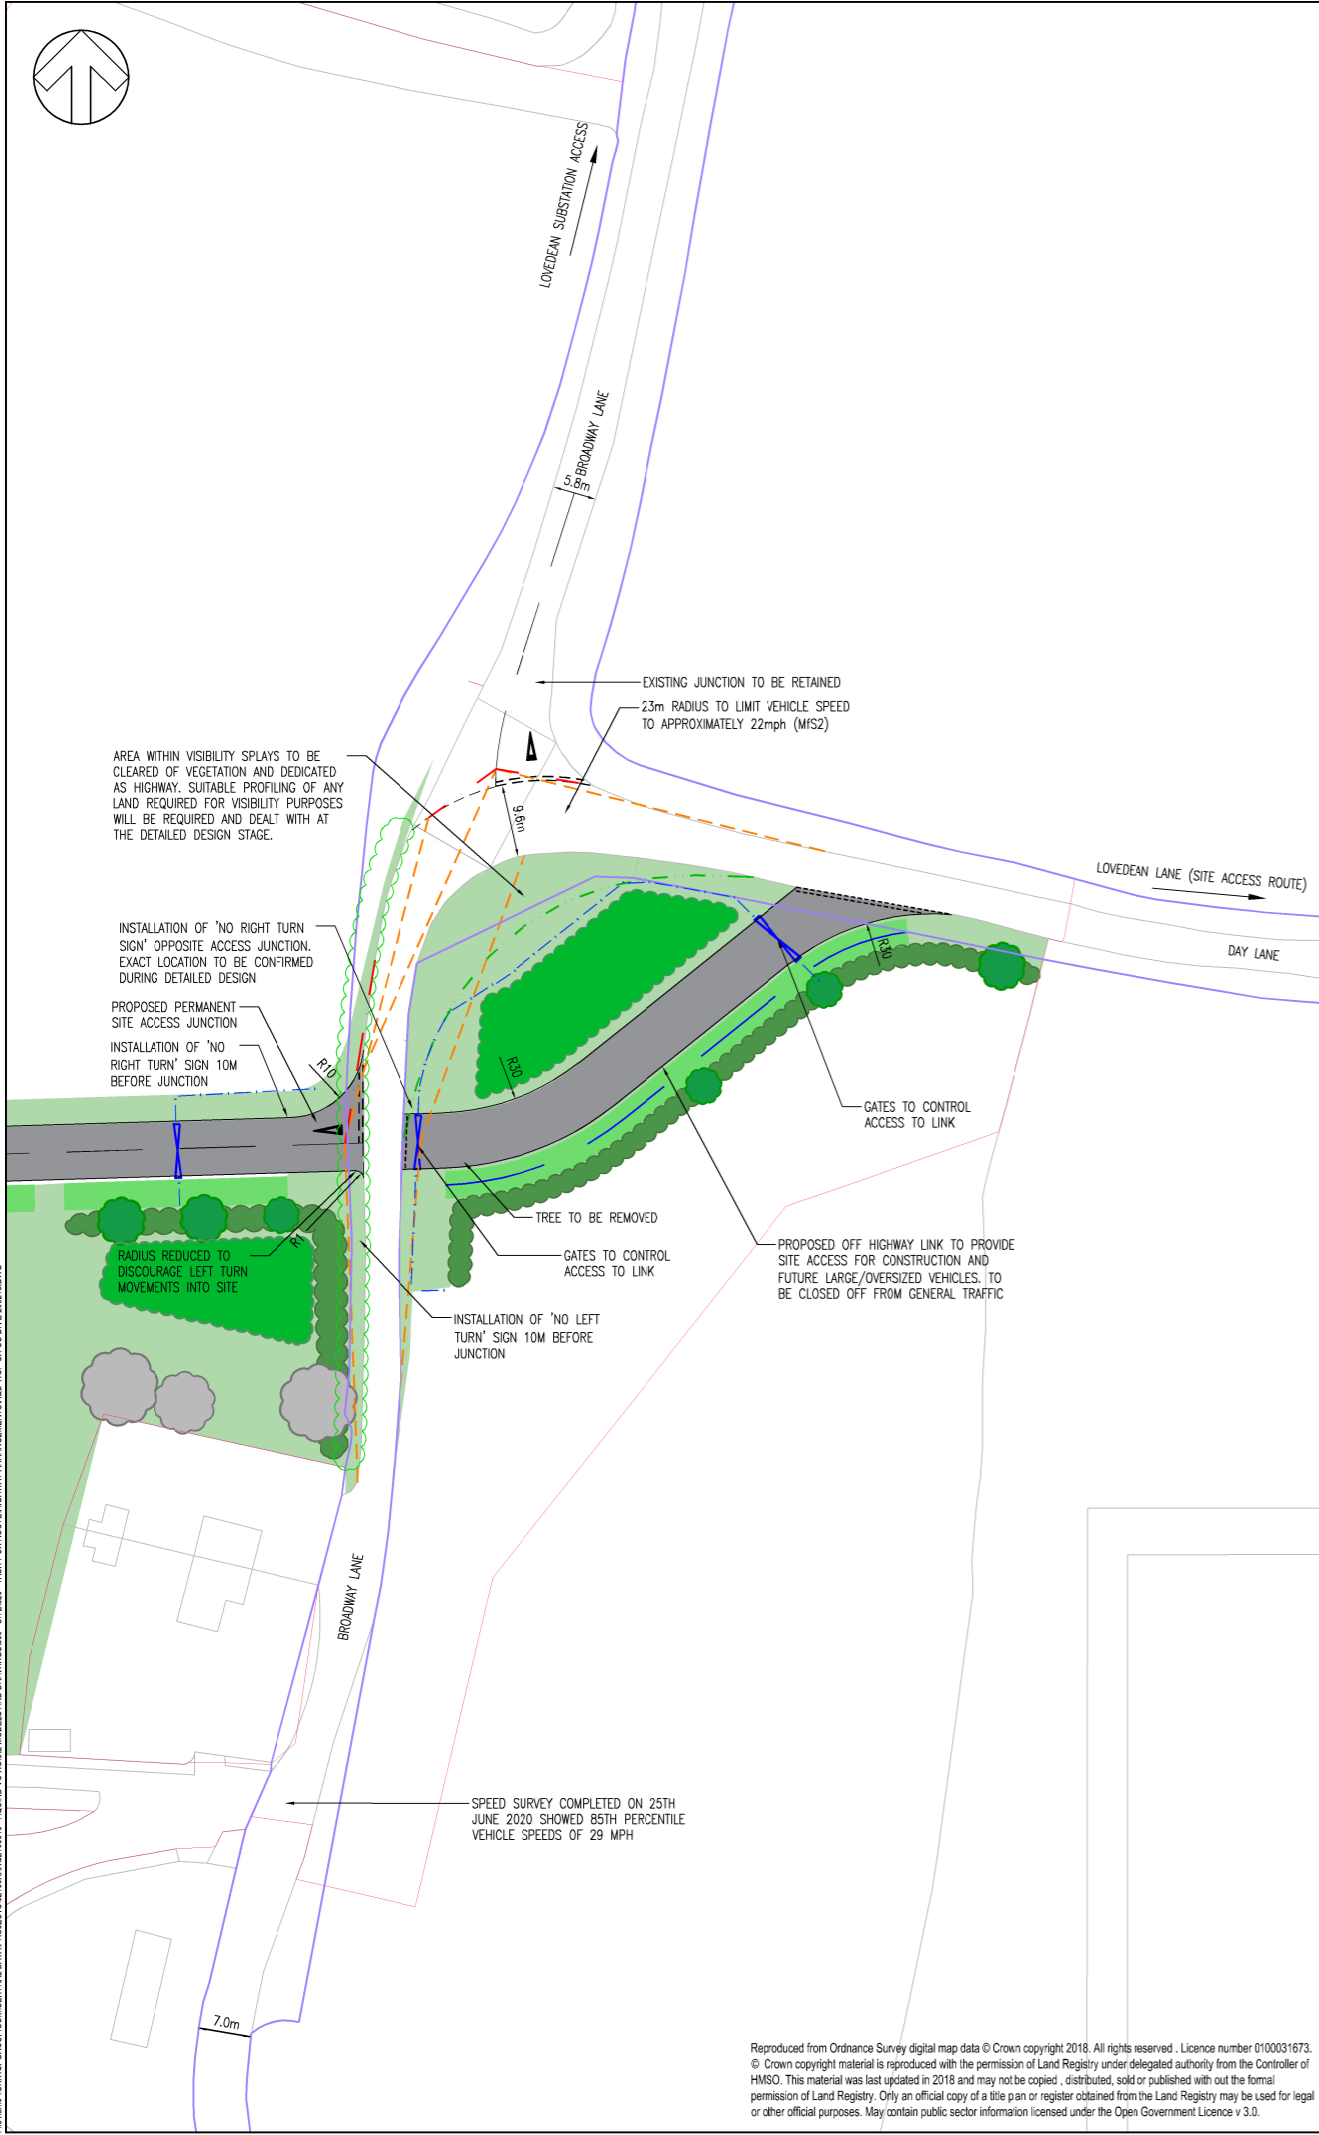 LOVEDEAN SUBSTATION ACCESS
BROADWAY LANE
5.8m
EXISTING JUNCTION TO BE RETAINED
23m RADIUS TO LIMIT VEHICLE SPEED
TO APPROXIMATELY 22mph (MfS2)
AREA WITHIN VISIBILITY SPLAYS TO BE
CLEARED OF VEGETATION AND DEDICATED
AS HIGHWAY. SUITABLE PROFILING OF ANY
LAND REQUIRED FOR VISIBILITY PURPOSES
WILL BE REQUIRED AND DEALT WITH AT
THE DETAILED DESIGN STAGE.
9.6m
LOVEDEAN LANE (SITE ACCESS ROUTE)
DAY LANE
INSTALLATION OF 'NO RIGHT TURN
SIGN' OPPOSITE ACCESS JUNCTION.
EXACT LOCATION TO BE CONFIRMED
DURING DETAILED DESIGN
R30
PROPOSED PERMANENT
SITE ACCESS JUNCTION
INSTALLATION OF 'NO
RIGHT TURN' SIGN 10M
BEFORE JUNCTION
R10
R30
GATES TO CONTROL
ACCESS TO LINK
TREE TO BE REMOVED
R1
RADIUS REDUCED TO
DISCOURAGE LEFT TURN
MOVEMENTS INTO SITE
GATES TO CONTROL
ACCESS TO LINK
PROPOSED OFF HIGHWAY LINK TO PROVIDE
SITE ACCESS FOR CONSTRUCTION AND
FUTURE LARGE/OVERSIZED VEHICLES. TO
BE CLOSED OFF FROM GENERAL TRAFFIC
INSTALLATION OF 'NO LEFT
TURN' SIGN 10M BEFORE
JUNCTION
BROADWAY LANE
SPEED SURVEY COMPLETED ON 25TH
JUNE 2020 SHOWED 85TH PERCENTILE
VEHICLE SPEEDS OF 29 MPH
7.0m
Reproduced from Ordnance Survey digital map data © Crown copyright 2018. All rights reserved . Licence number 0100031673.
© Crown copyright material is reproduced with the permission of Land Registry under delegated authority from the Controller of
HMSO. This material was last updated in 2018 and may not be copied , distributed, sold or published with out the formal
permission of Land Registry. Only an official copy of a title plan or register obtained from the Land Registry may be used for legal
or other official purposes. May contain public sector information licensed under the Open Government Licence v 3.0.